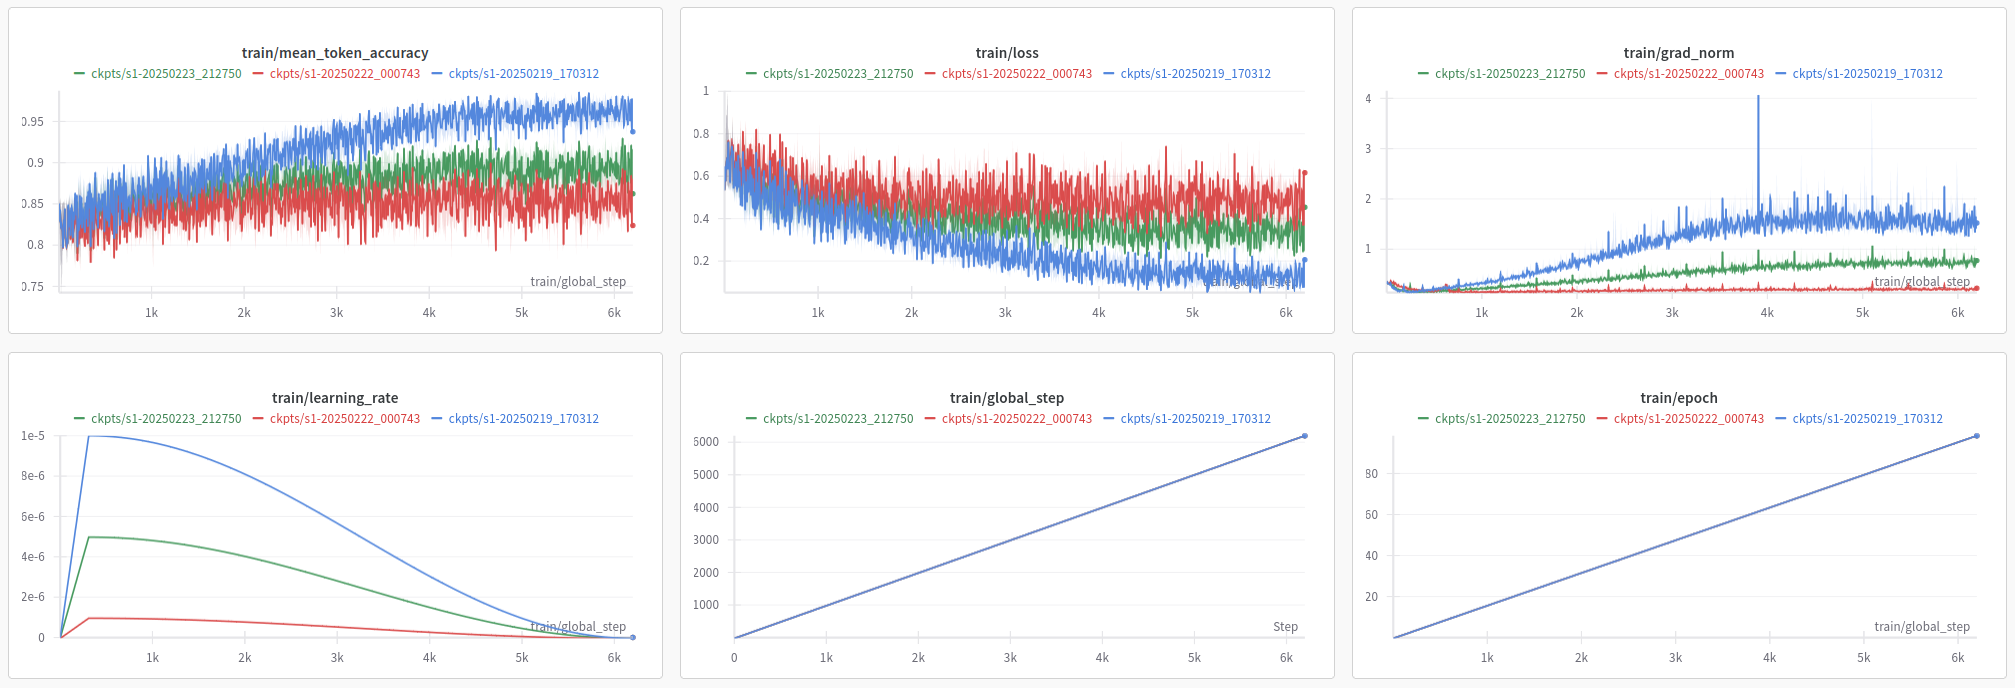 train/mean_token_accuracy
ckpts/s1-20250223_212750 ckpts/s1-20250222_000743 ckpts/s1-20250219_170312
0.95
0.9
0.85
0.8
0.75
train/global_step
1k 2k 3k 4k 5k 6k
train/loss
ckpts/s1-20250223_212750 ckpts/s1-20250222_000743 ckpts/s1-20250219_170312
1
0.8
0.6
0.4
0.2
train/global_step
1k 2k 3k 4k 5k 6k
train/grad_norm
ckpts/s1-20250223_212750 ckpts/s1-20250222_000743 ckpts/s1-20250219_170312
4
3
2
1
train/global_step
1k 2k 3k 4k 5k 6k
train/learning_rate
ckpts/s1-20250223_212750 ckpts/s1-20250222_000743 ckpts/s1-20250219_170312
1e-5
8e-6
6e-6
4e-6
2e-6
0
train/global_step
1k 2k 3k 4k 5k 6k
train/global_step
ckpts/s1-20250223_212750 ckpts/s1-20250222_000743 ckpts/s1-20250219_170312
6000
5000
4000
3000
2000
1000
Step
0 1k 2k 3k 4k 5k 6k
train/epoch
ckpts/s1-20250223_212750 ckpts/s1-20250222_000743 ckpts/s1-20250219_170312
80
60
40
20
train/global_step
1k 2k 3k 4k 5k 6k